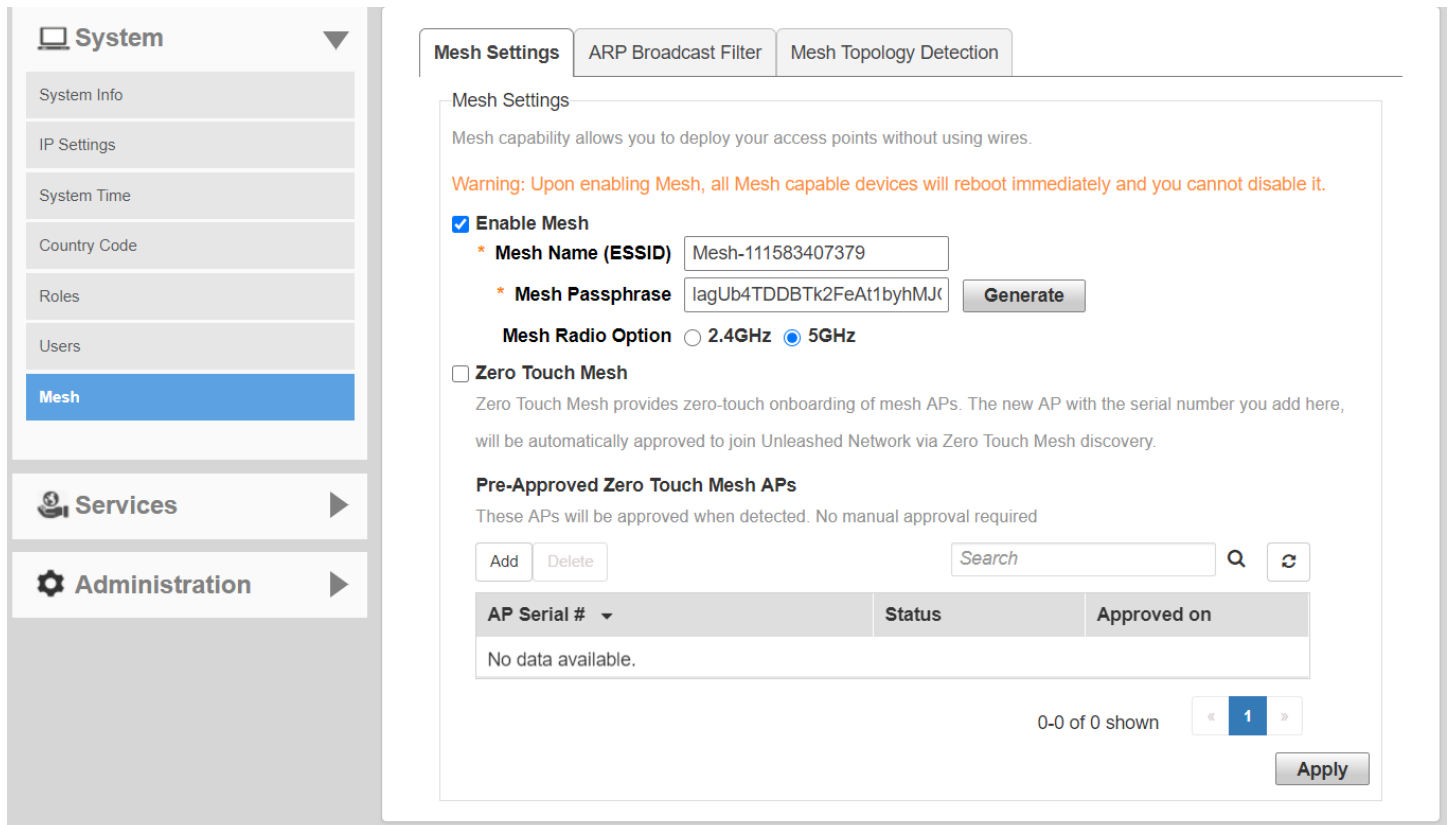 System
System Info
IP Settings
System Time
Country Code
Roles
Users
Mesh
Services
Administration
Mesh Settings
ARP Broadcast Filter
Mesh Topology Detection
Mesh Settings
Mesh capability allows you to deploy your access points without using wires.
Warning: Upon enabling Mesh, all Mesh capable devices will reboot immediately and you cannot disable it.
Enable Mesh
* Mesh Name (ESSID) Mesh-111583407379
* Mesh Passphrase Generate
Mesh Radio Option 2.4GHz 5GHz
Zero Touch Mesh
Zero Touch Mesh provides zero-touch onboarding of mesh APs. The new AP with the serial number you add here,
will be automatically approved to join Unleashed Network via Zero Touch Mesh discovery.
Pre-Approved Zero Touch Mesh APs
These APs will be approved when detected. No manual approval required
Add Delete Search
AP Serial # Status Approved on
No data available.
0-0 of 0 shown « 1 »
Apply